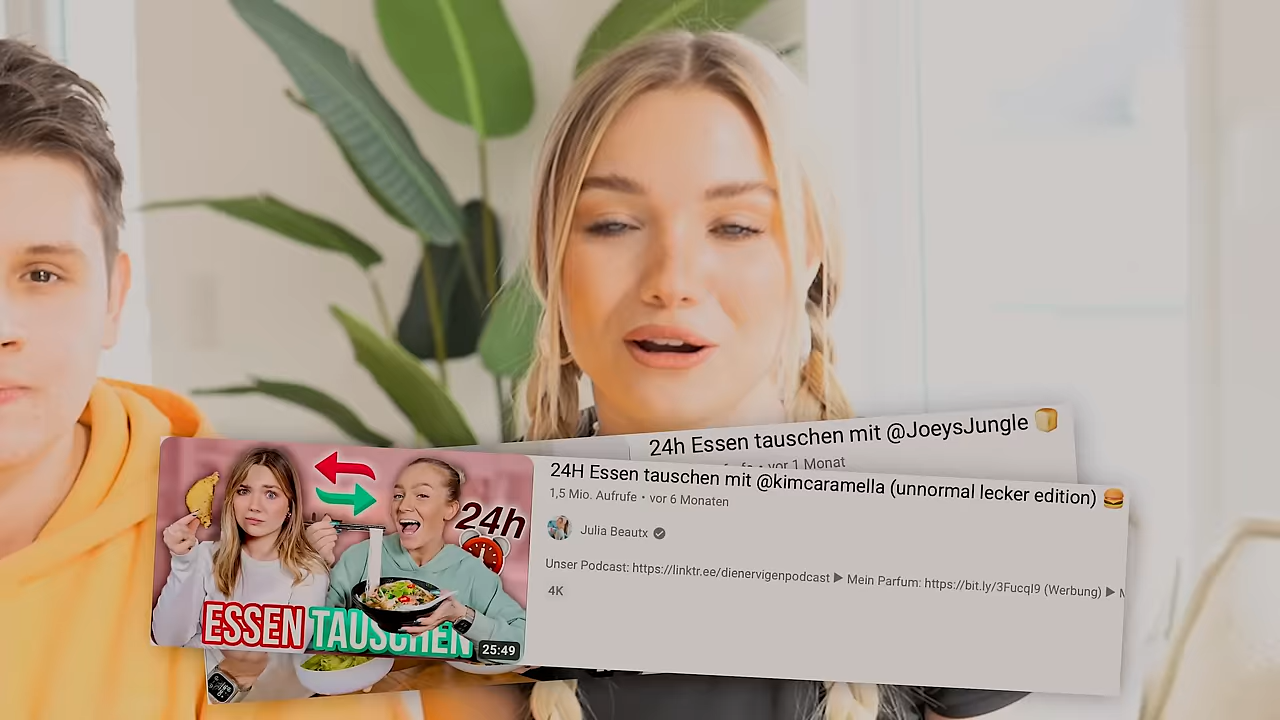 24h Essen tauschen mit @JoeysJungle 🍞
vor 1 Monat
24H Essen tauschen mit @kimcaramella (unnormal lecker edition) 🍔
1,5 Mio. Aufrufe • vor 6 Monaten
Julia Beautx
Unser Podcast: https://linktr.ee/dienervigenpodcast ▶ Mein Parfum: https://bit.ly/3Fucql9 (Werbung) ▶
4K
24h
ESSEN TAUSCHEN
25:49